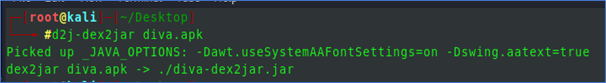 [root@kali]-[~/Desktop]
#d2j-dex2jar diva.apk
Picked up _JAVA_OPTIONS: -Dawt.useSystemAAFontSettings=on -Dswing.aatext=true
dex2jar diva.apk -> ./diva-dex2jar.jar